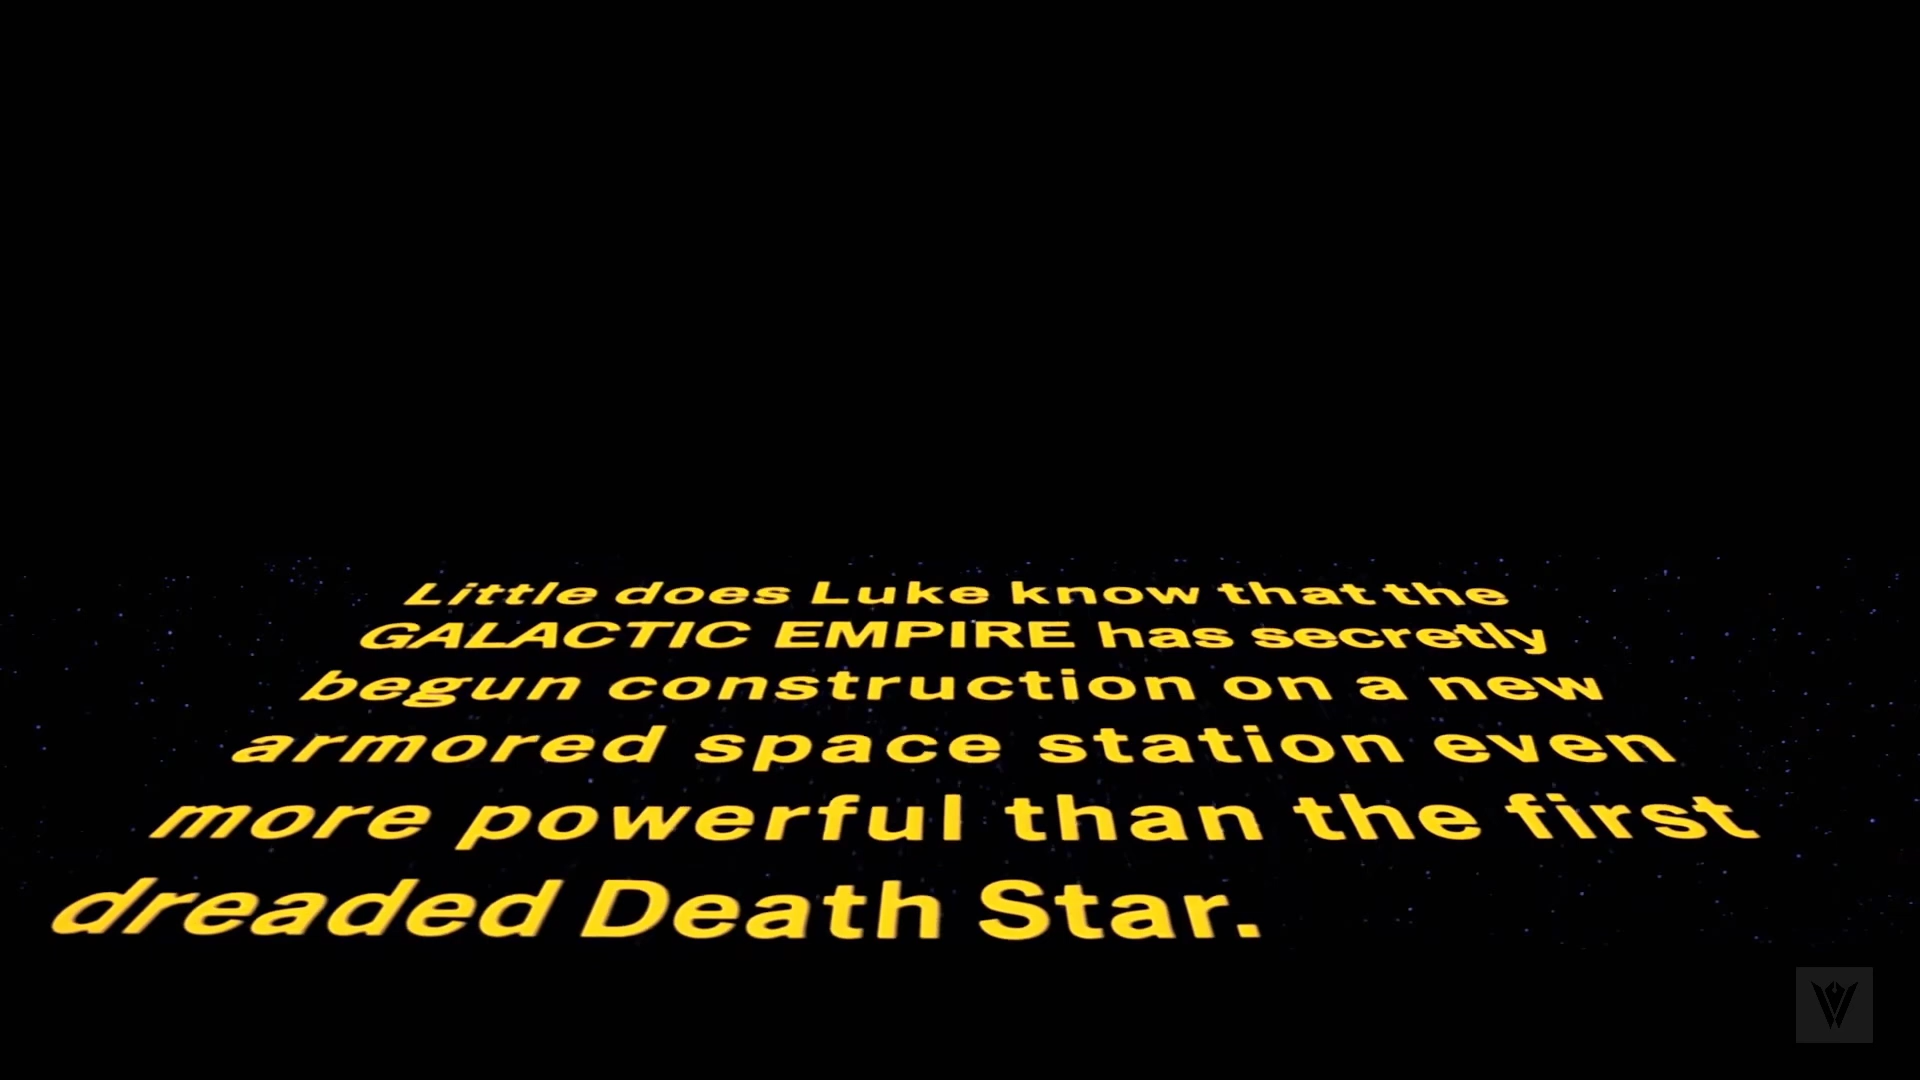 Little does Luke know that the
GALACTIC EMPIRE has secretly
begun construction on a new
armored space station even
more powerful than the first
dreaded Death Star.